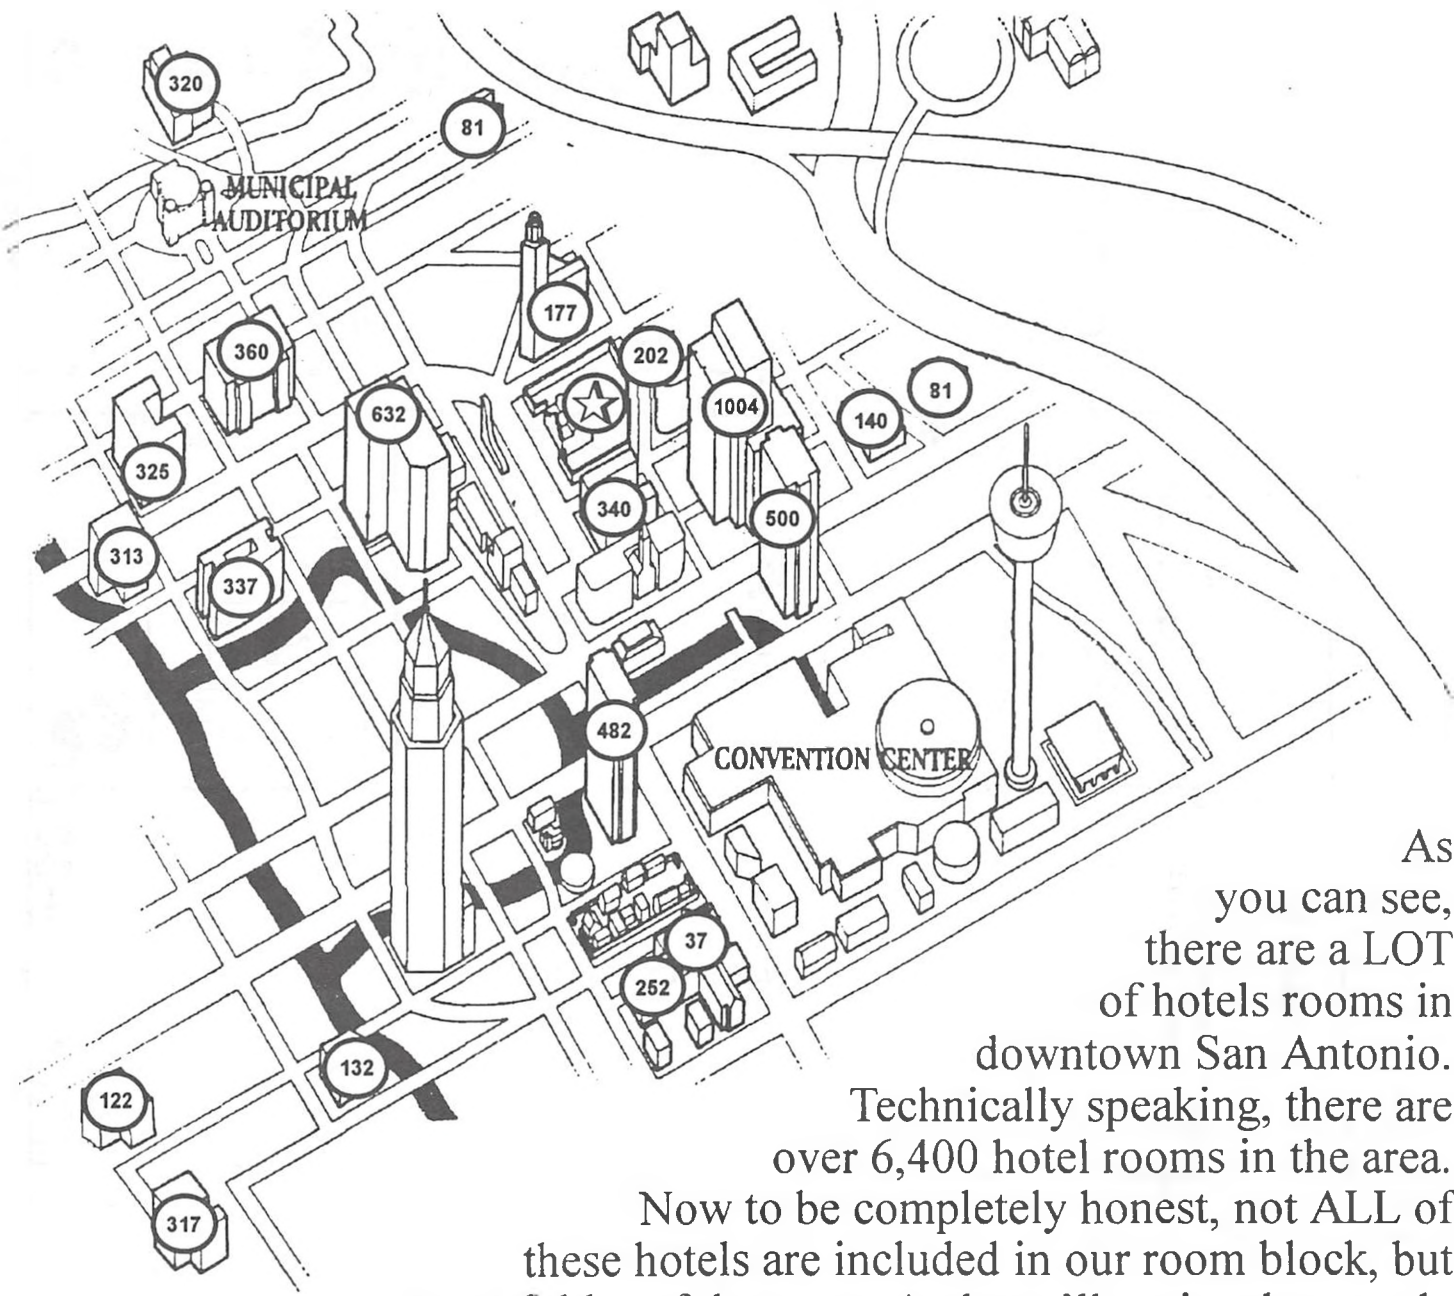 320
81
MUNICIPAL
AUDITORIUM
177
360
202
632
1004
81
140
325
340
500
313
337
482
CONVENTION CENTER
37
252
132
122
317
As
you can see,
there are a LOT
of hotels rooms in
downtown San Antonio.
Technically speaking, there are
over 6,400 hotel rooms in the area.
Now to be completely honest, not ALL of
these hotels are included in our room block, but